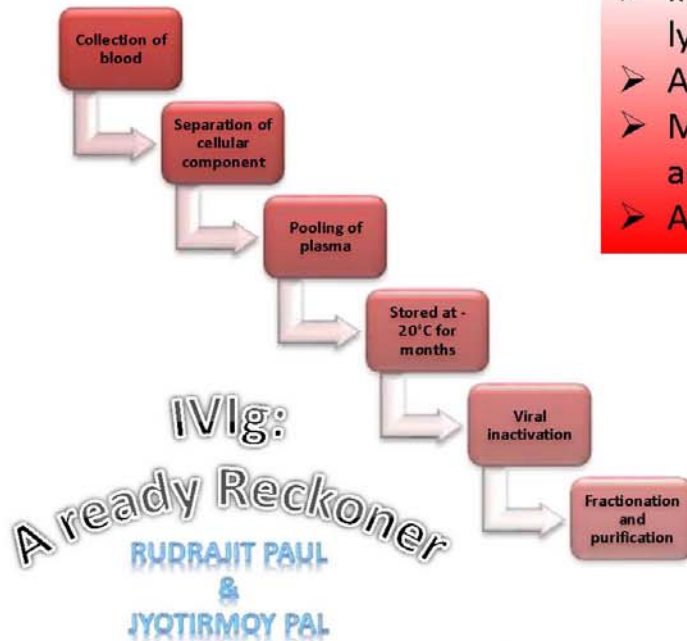 Collection of
blood
Separation of
cellular
component
Pooling of
plasma
Stored at -
20°C for
months
Viral
inactivation
Fractionation
and
purification
ly
➢ A
➢ M
a
➢ A
IVIg:
A ready Reckoner
RUDRAJIT PAUL
&
JYOTIRMOY PAL